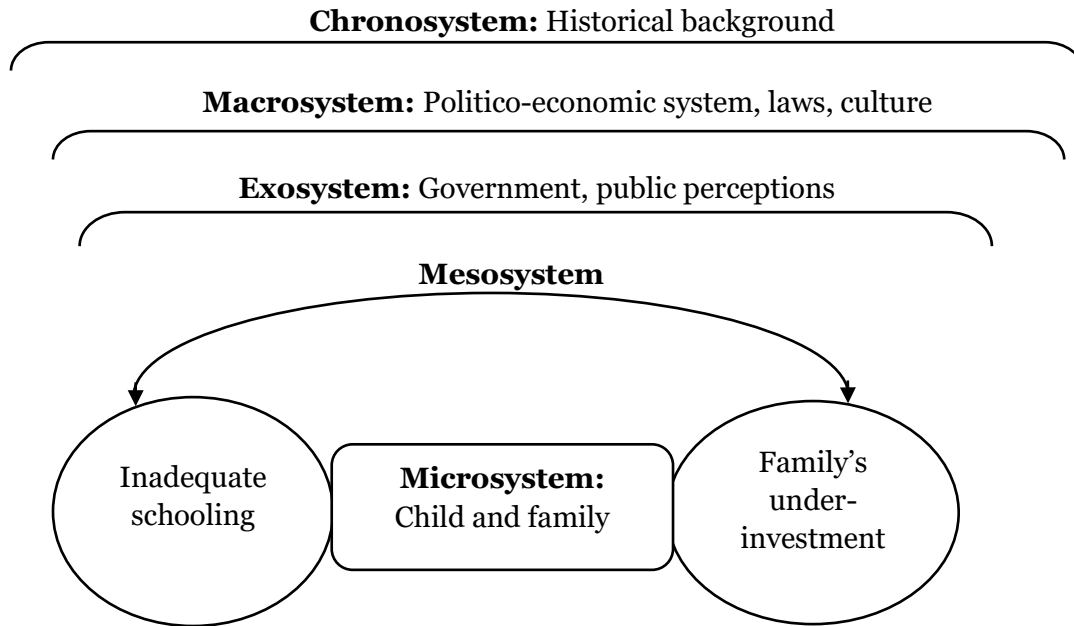 Chronosystem: Historical background
Macrosystem: Politico-economic system, laws, culture
Exosystem: Government, public perceptions
Mesosystem
Inadequate
schooling
Microsystem:
Child and family
Family’s
under-
investment